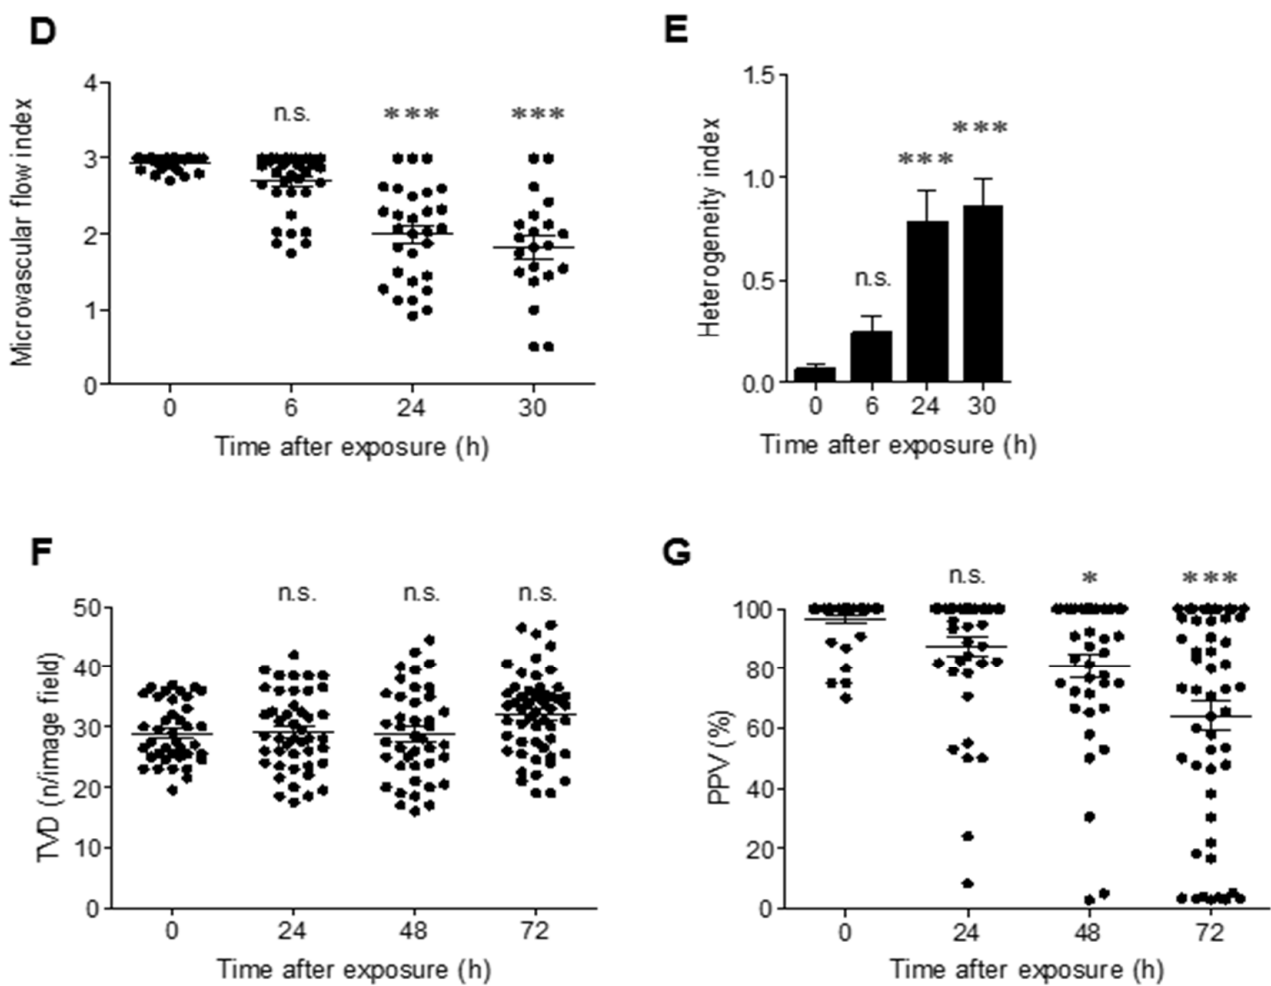 D
Microvascular flow index
4
3
2
1
0
n.s. *** ***
0 6 24 30
Time after exposure (h)
E
Heterogeneity index
1.5
1.0
0.5
0.0
n.s. *** ***
0 6 24 30
Time after exposure (h)
F
TVD (n/image field)
50
40
30
20
10
0
n.s. n.s. n.s.
0 24 48 72
Time after exposure (h)
G
PPV (%)
100
80
60
40
20
0
n.s. * ***
0 24 48 72
Time after exposure (h)